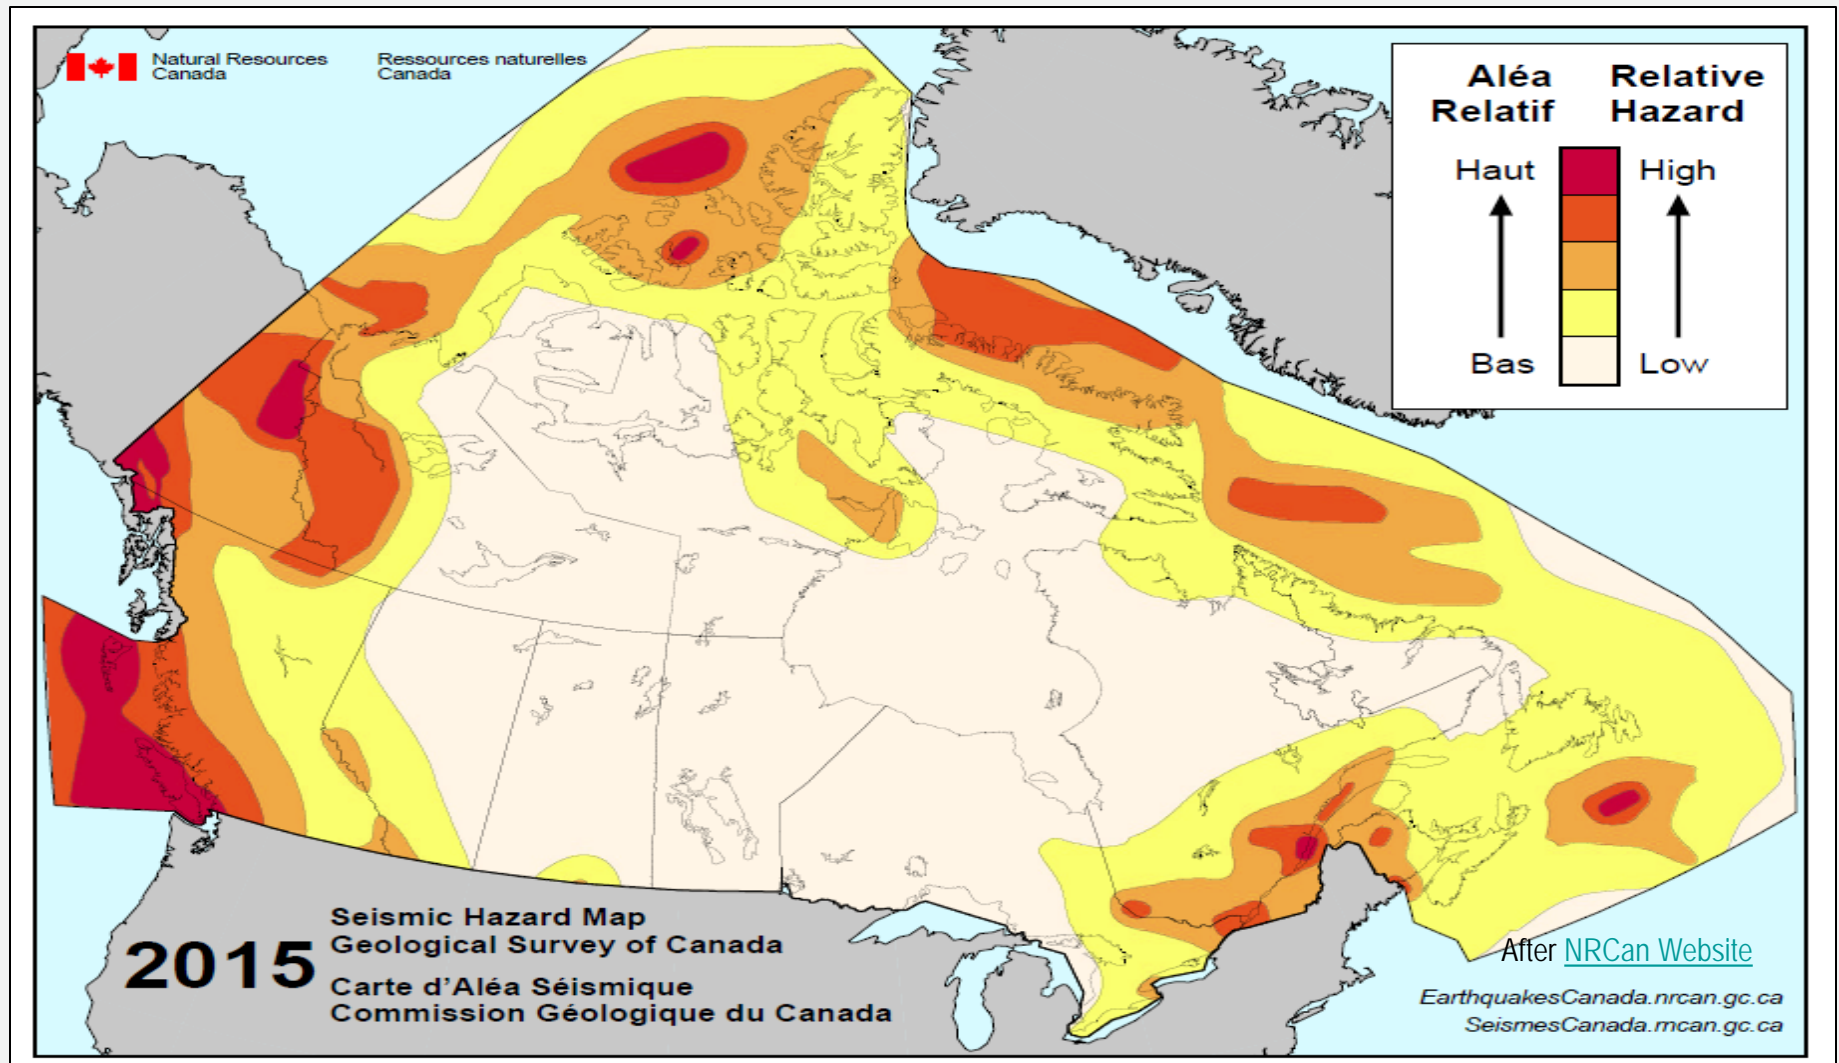 Natural Resources
Canada
Ressources naturelles
Canada
Aléa
Relatif
Relative
Hazard
Haut
High
Bas
Low
2015
Seismic Hazard Map
Geological Survey of Canada
Carte d'Aléa Séismique
Commission Géologique du Canada
After NRCan Website
EarthquakesCanada.nrcan.gc.ca
SeismesCanada.rncan.gc.ca